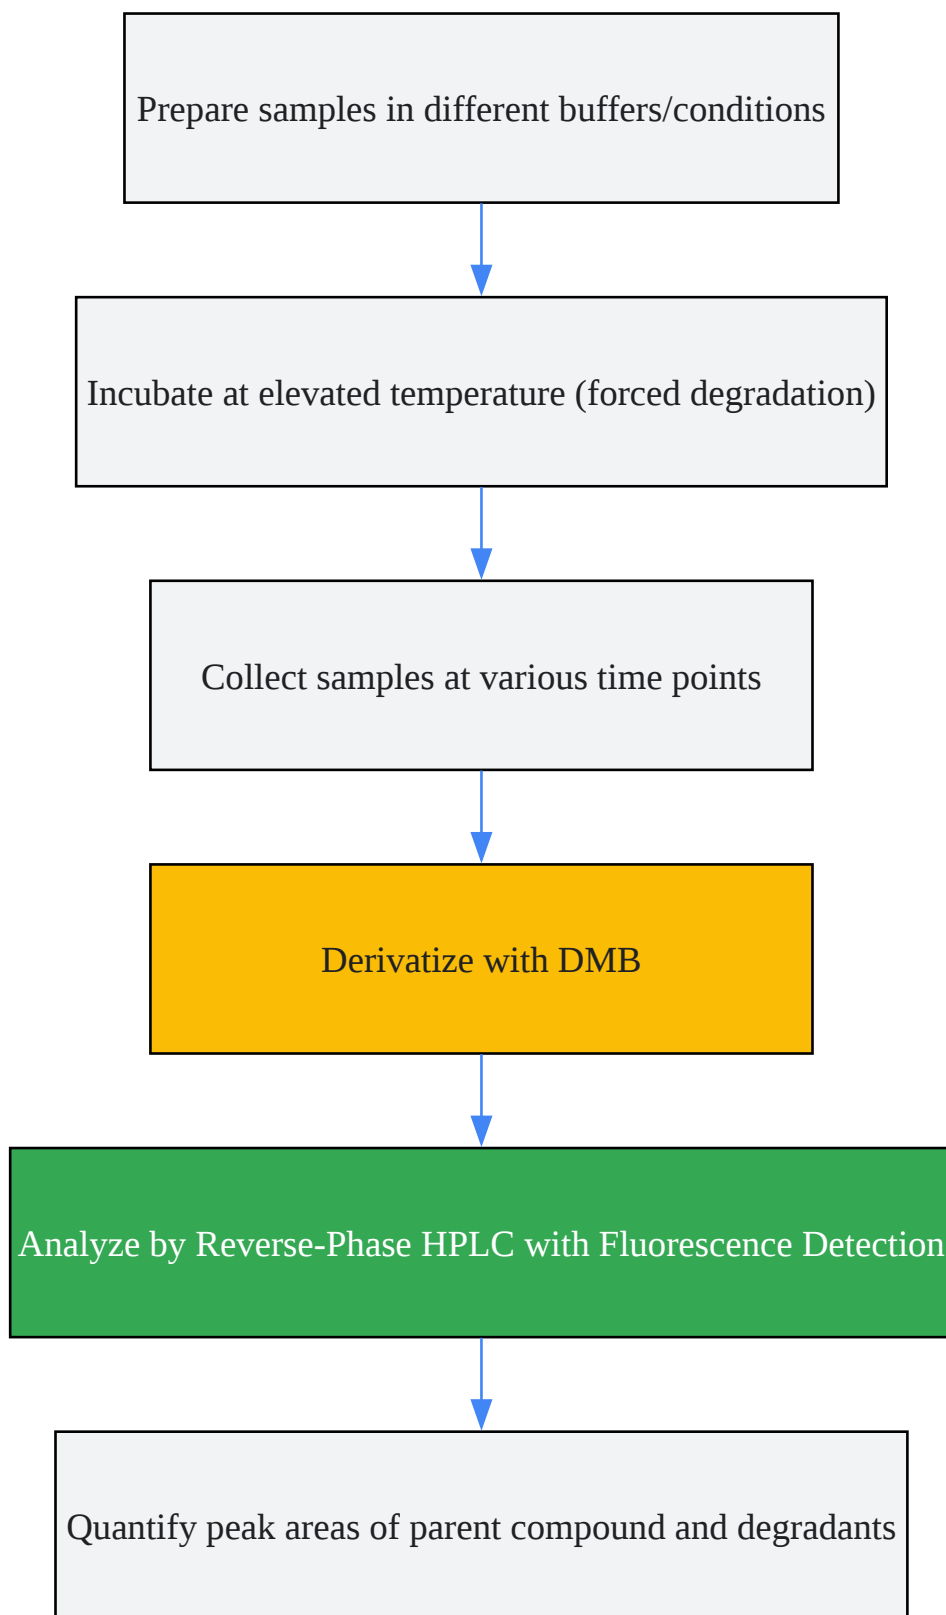 Prepare samples in different buffers/conditions
Incubate at elevated temperature (forced degradation)
Collect samples at various time points
Derivatize with DMB
Analyze by Reverse-Phase HPLC with Fluorescence Detection
Quantify peak areas of parent compound and degradants